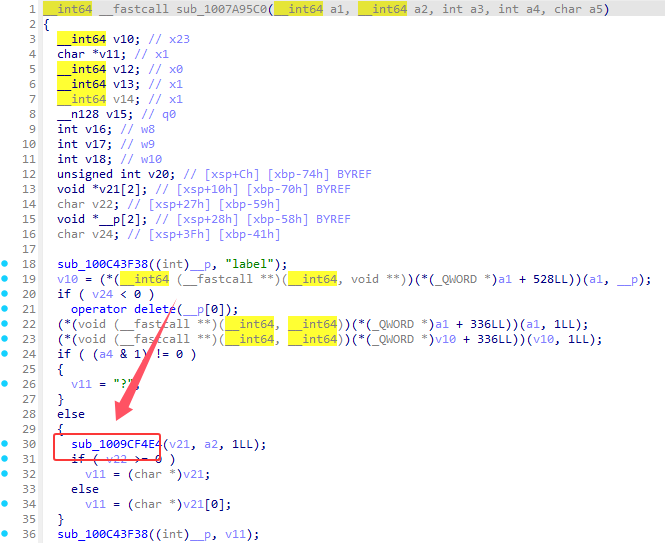 1 __int64 __fastcall sub_1007A95C0(__int64 a1, __int64 a2, int a3, int a4, char a5)
2 {
3 __int64 v10; // x23
4 char *v11; // x1
5 __int64 v12; // x0
6 __int64 v13; // x1
7 __int64 v14; // x1
8 __n128 v15; // q0
9 int v16; // w8
10 int v17; // w9
11 int v18; // w10
12 unsigned int v20; // [xsp+Ch] [xbp-74h] BYREF
13 void *v21[2]; // [xsp+10h] [xbp-70h] BYREF
14 char v22; // [xsp+27h] [xbp-59h]
15 void *__p[2]; // [xsp+28h] [xbp-58h] BYREF
16 char v24; // [xsp+3Fh] [xbp-41h]
17
18 sub_100C43F38((int)__p, "label");
19 v10 = (*(__int64 (__fastcall **)(__int64, void **))(*(_QWORD *)a1 + 528LL))(a1, __p);
20 if ( v24 < 0 )
21 operator delete(__p[0]);
22 (*(void (__fastcall **)(__int64, __int64))(*(_QWORD *)a1 + 336LL))(a1, 1LL);
23 (*(void (__fastcall **)(__int64, __int64))(*(_QWORD *)v10 + 336LL))(v10, 1LL);
24 if ( (a4 & 1) != 0 )
25 {
26 v11 = "?";
27 }
28 else
29 {
30 sub_1009CF4E4(v21, a2, 1LL);
31 if ( v22 >= 0 )
32 v11 = (char *)v21;
33 else
34 v11 = (char *)v21[0];
35 }
36 sub_100C43F38((int)__p, v11);